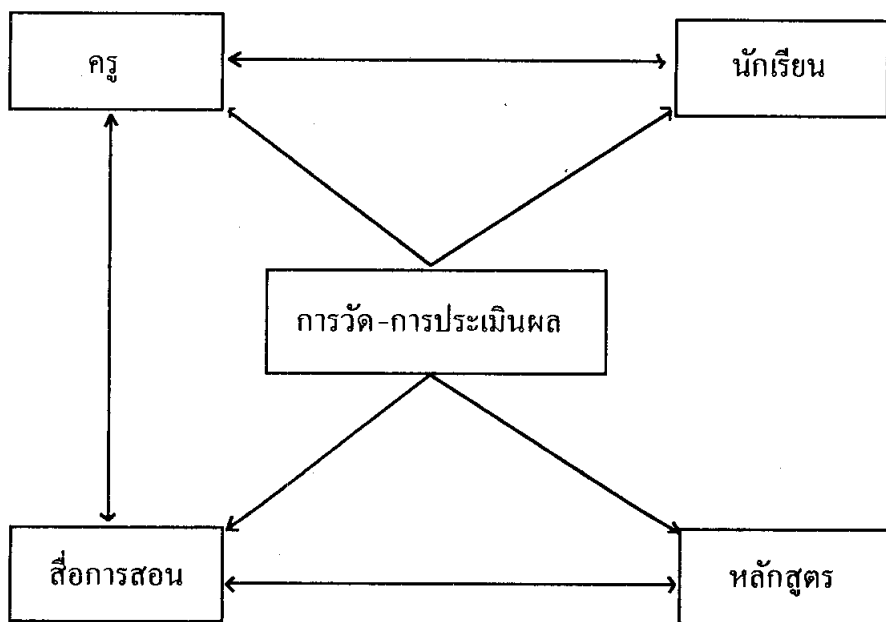 ครู
นักเรียน
การวัด-การประเมินผล
สื่อการสอน
หลักสูตร